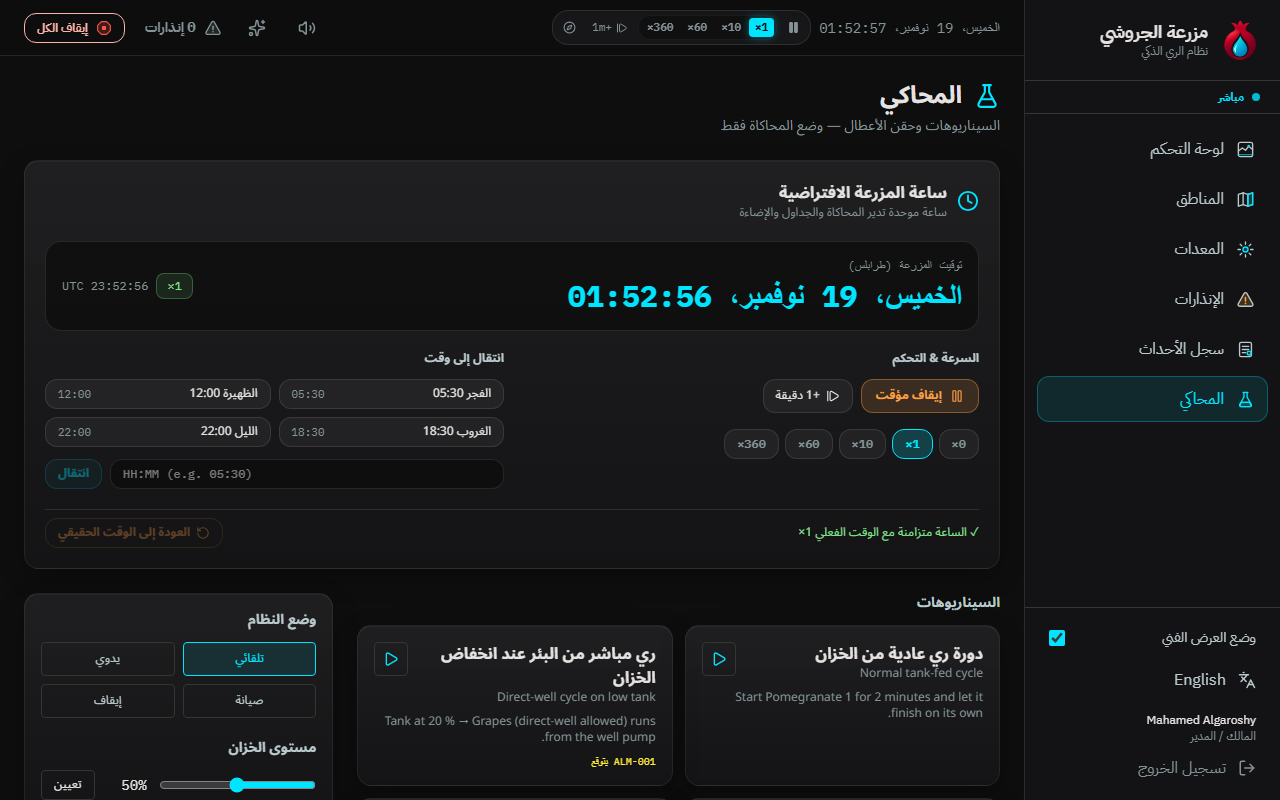 مزرعة الجروشي
نظام الري الذكي
مباشر
لوحة التحكم
المناطق
المعدات
الإنذارات
سجل الأحداث
المحاكي
وضع العرض الفني
English
Mahamed Algaroshy
المالك / المدير
تسجيل الخروج
الخميس، 19 نوفمبر، 01:52:57
×1 ×10 ×60 ×360 1m+
0 إنذارات
إيقاف الكل
المحاكي
السيناريوهات وحقن الأعطال — وضع المحاكاة فقط
ساعة المزرعة الافتراضية
ساعة موحدة تدير المحاكاة والجداول والإضاءة
توقيت المزرعة (طرابلس)
الخميس، 19 نوفمبر، 01:52:56
×1 UTC 23:52:56
السرعة & التحكم
إيقاف مؤقت
+1 دقيقة
×0 ×1 ×10 ×60 ×360
انتقال إلى وقت
الفجر 05:30 05:30
الظهيرة 12:00 12:00
الغروب 18:30 18:30
الليل 22:00 22:00
HH:MM (e.g. 05:30)
انتقال
✓ الساعة متزامنة مع الوقت الفعلي 1×
العودة إلى الوقت الحقيقي
السيناريوهات
دورة ري عادية من الخزان
Normal tank-fed cycle
Start Pomegranate 1 for 2 minutes and let it
finish on its own.
ري مباشر من البئر عند انخفاض
الخزان
Direct-well cycle on low tank
Tank at 20 % → Grapes (direct-well allowed) runs
from the well pump.
يتوقع ALM-001
وضع النظام
تلقائي
يدوي
صيانة
إيقاف
مستوى الخزان
50%
تعيين